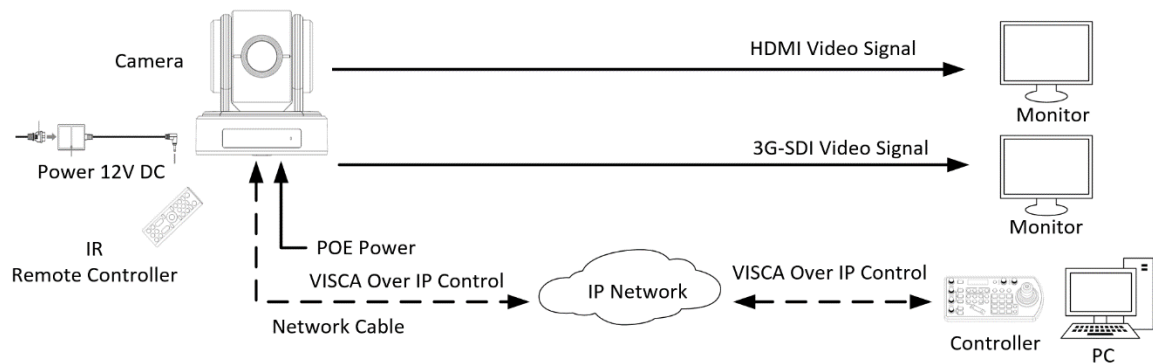 HDMI Video Signal
Camera
Monitor
3G-SDI Video Signal
Power 12V DC
Monitor
IR
Remote Controller
POE Power
VISCA Over IP Control
IP Network
VISCA Over IP Control
Network Cable
Controller
PC